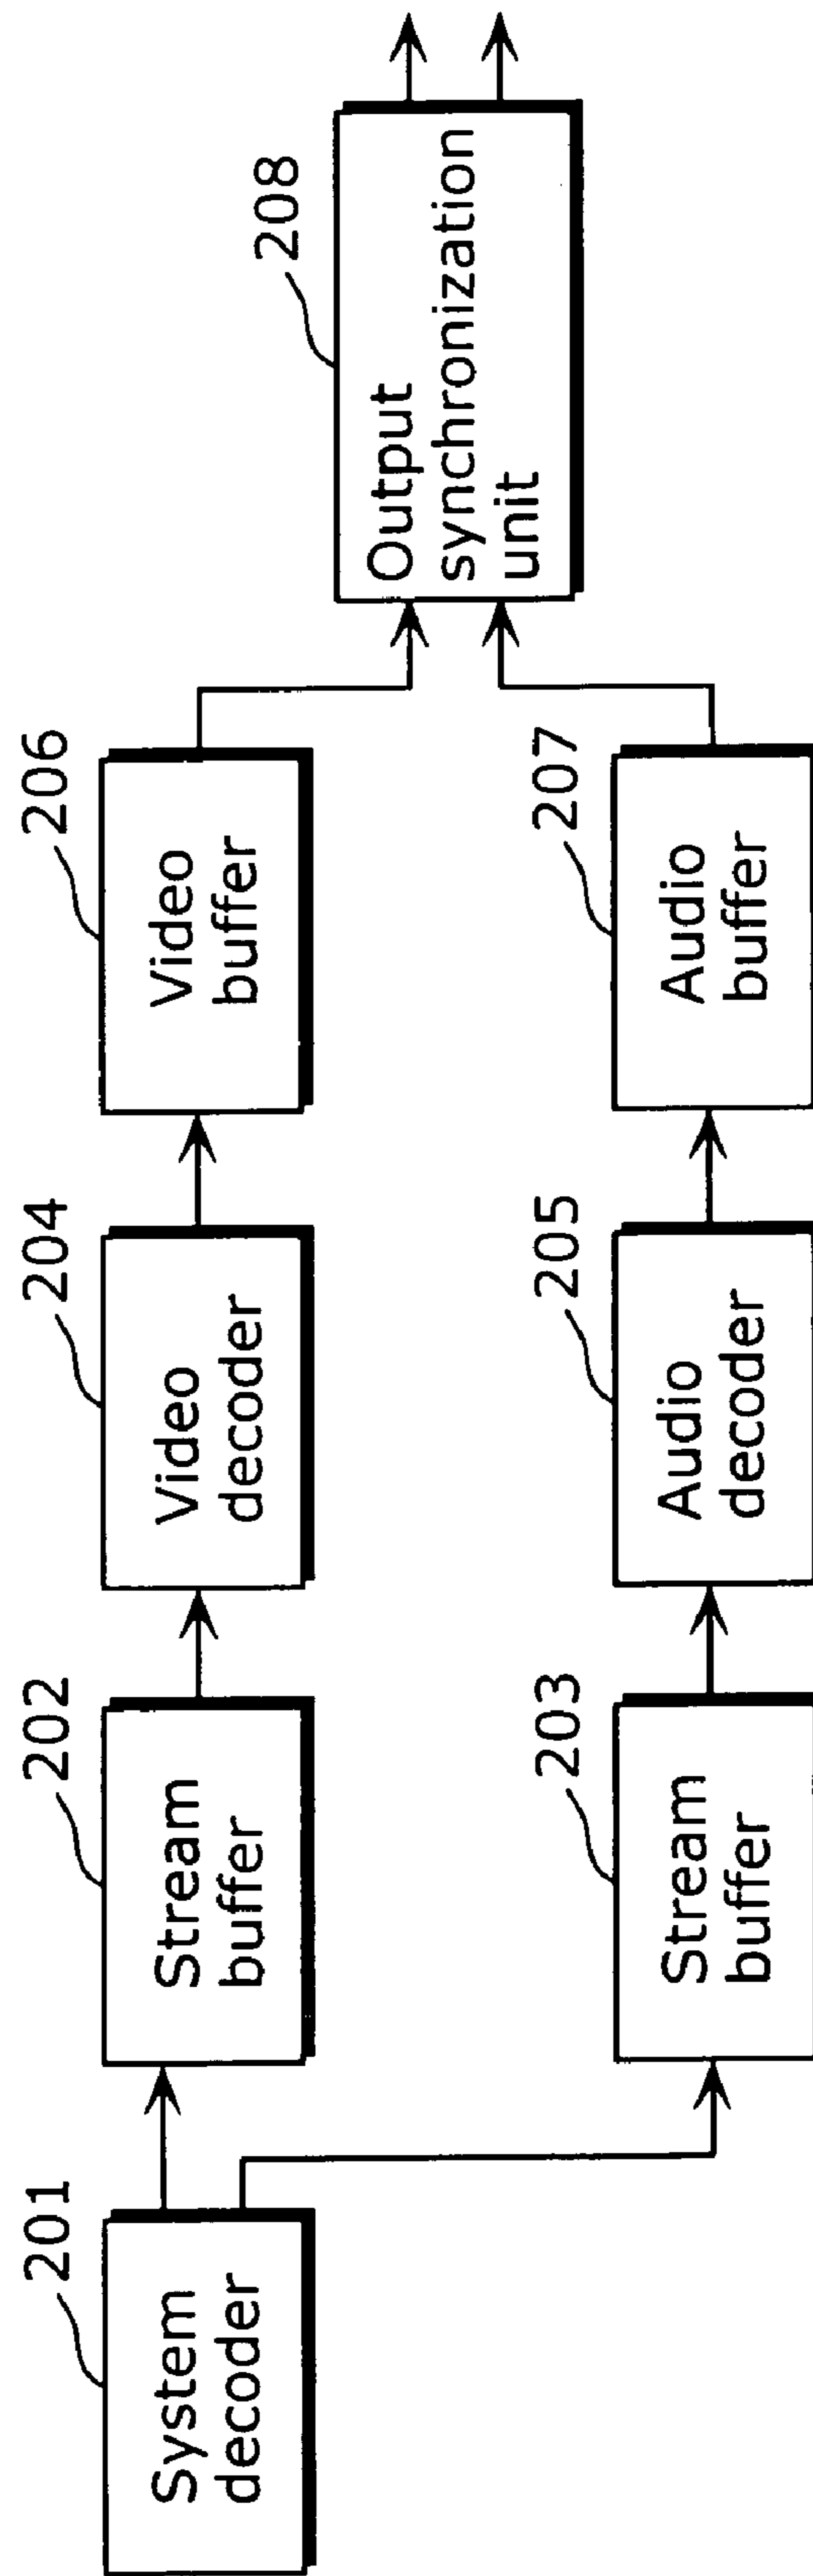 201
System
decoder
202
Stream
buffer
204
Video
decoder
206
Video
buffer
203
Stream
buffer
205
Audio
decoder
207
Audio
buffer
208
Output
synchronization
unit